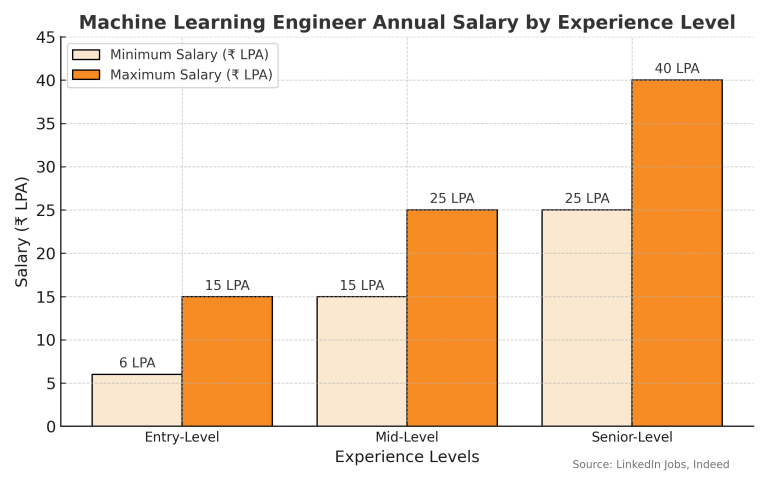 Machine Learning Engineer Annual Salary by Experience Level
Minimum Salary (₹ LPA)
Maximum Salary (₹ LPA)
Salary (₹ LPA)
45
40
35
30
25
20
15
10
5
0
6 LPA
15 LPA
15 LPA
25 LPA
25 LPA
40 LPA
Entry-Level
Mid-Level
Senior-Level
Experience Levels
Source: LinkedIn Jobs, Indeed